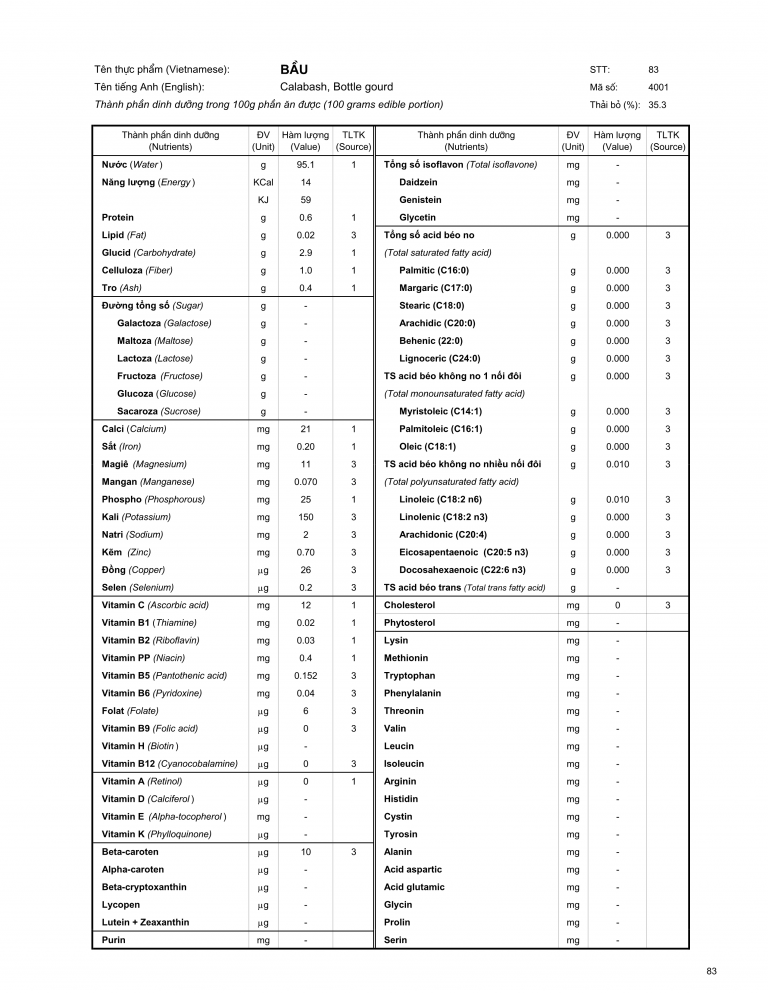 Tên thực phẩm (Vietnamese): BẦU STT: 83
Tên tiếng Anh (English): Calabash, Bottle gourd Mã số: 4001
Thành phần dinh dưỡng trong 100g phần ăn được (100 grams edible portion) Thải bỏ (%): 35.3
Thành phần dinh dưỡng ĐV Hàm lượng TLTK Thành phần dinh dưỡng ĐV Hàm lượng TLTK
(Nutrients) (Unit) (Value) (Source) (Nutrients) (Unit) (Value) (Source)
Nước (Water) g 95.1 1 Tổng số isoflavon (Total isoflavone) mg -
Năng lượng (Energy) KCal 14 Daidzein mg -
KJ 59 Genistein mg -
Protein g 0.6 1 Glycetin mg -
Lipid (Fat) g 0.02 3 Tổng số acid béo no g 0.000 3
Glucid (Carbohydrate) g 2.9 1 (Total saturated fatty acid)
Celluloza (Fiber) g 1.0 1 Palmitic (C16:0) g 0.000 3
Tro (Ash) g 0.4 1 Margaric (C17:0) g 0.000 3
Đường tổng số (Sugar) g - Stearic (C18:0) g 0.000 3
Galactoza (Galactose) g - Arachidic (C20:0) g 0.000 3
Maltoza (Maltose) g - Behenic (22:0) g 0.000 3
Lactoza (Lactose) g - Lignoceric (C24:0) g 0.000 3
Fructoza (Fructose) g - TS acid béo không no 1 nối đôi g 0.000 3
Glucoza (Glucose) g - (Total monounsaturated fatty acid)
Sacaroza (Sucrose) g - Myristoleic (C14:1) g 0.000 3
Calci (Calcium) mg 21 1 Palmitoleic (C16:1) g 0.000 3
Sắt (Iron) mg 0.20 1 Oleic (C18:1) g 0.000 3
Magiê (Magnesium) mg 11 3 TS acid béo không no nhiều nối đôi g 0.010 3
Mangan (Manganese) mg 0.070 3 (Total polyunsaturated fatty acid)
Phospho (Phosphorous) mg 25 1 Linoleic (C18:2 n6) g 0.010 3
Kali (Potassium) mg 150 3 Linolenic (C18:2 n3) g 0.000 3
Natri (Sodium) mg 2 3 Arachidonic (C20:4) g 0.000 3
Kẽm (Zinc) mg 0.70 3 Eicosapentaenoic (C20:5 n3) g 0.000 3
Đồng (Copper) μg 26 3 Docosahexaenoic (C22:6 n3) g 0.000 3
Selen (Selenium) μg 0.2 3 TS acid béo trans (Total trans fatty acid) g -
Vitamin C (Ascorbic acid) mg 12 1 Cholesterol mg 0 3
Vitamin B1 (Thiamine) mg 0.02 1 Phytosterol mg -
Vitamin B2 (Riboflavin) mg 0.03 1 Lysin mg -
Vitamin PP (Niacin) mg 0.4 1 Methionin mg -
Vitamin B5 (Pantothenic acid) mg 0.152 3 Tryptophan mg -
Vitamin B6 (Pyridoxine) mg 0.04 3 Phenylalanin mg -
Folat (Folate) μg 6 3 Threonin mg -
Vitamin B9 (Folic acid) μg 0 3 Valin mg -
Vitamin H (Biotin) μg - Leucin mg -
Vitamin B12 (Cyanocobalamine) μg 0 3 Isoleucin mg -
Vitamin A (Retinol) μg 0 1 Arginin mg -
Vitamin D (Calciferol) μg - Histidin mg -
Vitamin E (Alpha-tocopherol) mg - Cystin mg -
Vitamin K (Phylloquinone) μg - Tyrosin mg -
Beta-caroten μg 10 3 Alanin mg -
Alpha-caroten μg - Acid aspartic mg -
Beta-cryptoxanthin μg - Acid glutamic mg -
Lycopen μg - Glycin mg -
Lutein + Zeaxanthin μg - Prolin mg -
Purin mg - Serin mg -
83